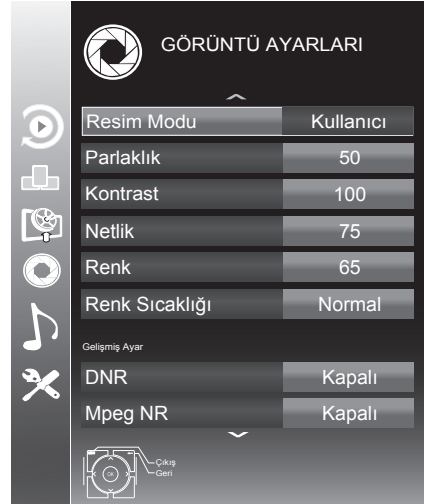 GÖRÜNTÜ AYARLARI
Resim Modu Kullanıcı
Parlaklık 50
Kontrast 100
Netlik 75
Renk 65
Renk Sıcaklığı Normal
Gelişmiş Ayar
DNR Kapalı
Mpeg NR Kapalı
Çıkış
OK Geri